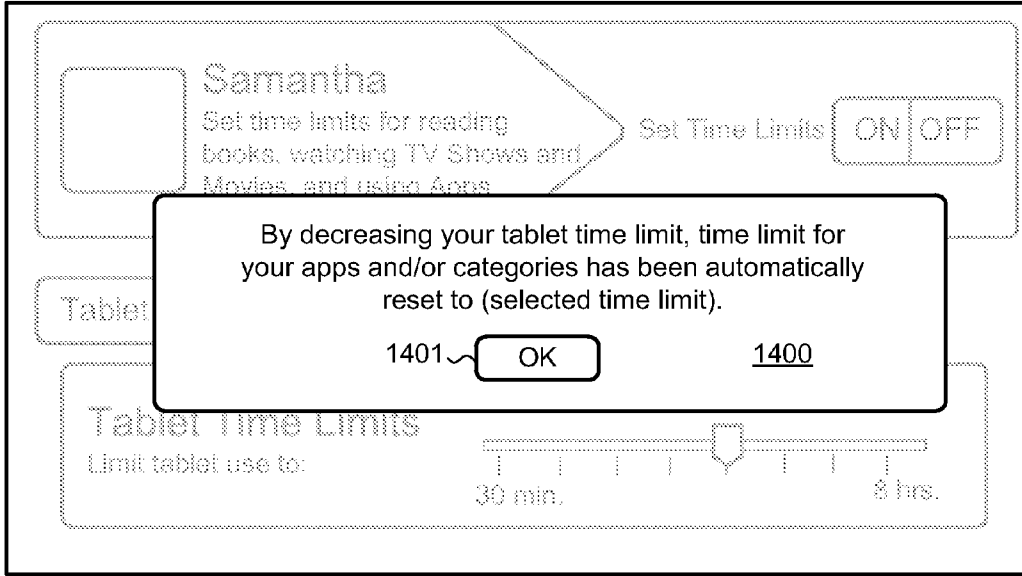 Samantha
Set time limits for reading
books, watching TV Shows and
Movies, and using Apps
Set Time Limits
ON OFF
By decreasing your tablet time limit, time limit for
your apps and/or categories has been automatically
reset to (selected time limit).
1401 OK 1400
Tablet
Tablet Time Limits
Limit tablet use to:
30 min. 8 hrs.